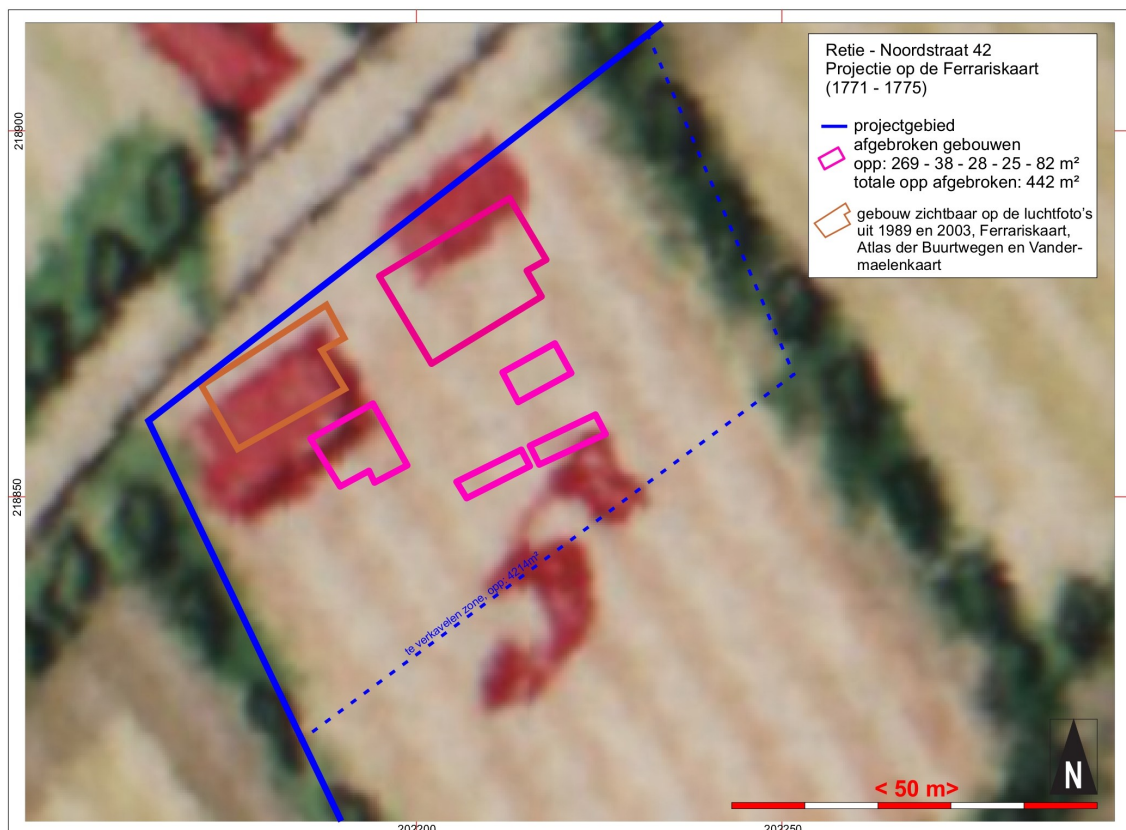 Retie - Noordstraat 42
Projectie op de Ferrariskaart
(1771 - 1775)
projectgebied
afgebroken gebouwen
opp: 269 - 38 - 28 - 25 - 82 m²
totale opp afgebroken: 442 m²
gebouw zichtbaar op de luchtfoto's
uit 1989 en 2003, Ferrariskaart,
Atlas der Buurtwegen en Vander-
maelenkaart
218900
218850
te verkavelen zone, opp: 4214m²
< 50 m>
N
202200
202250